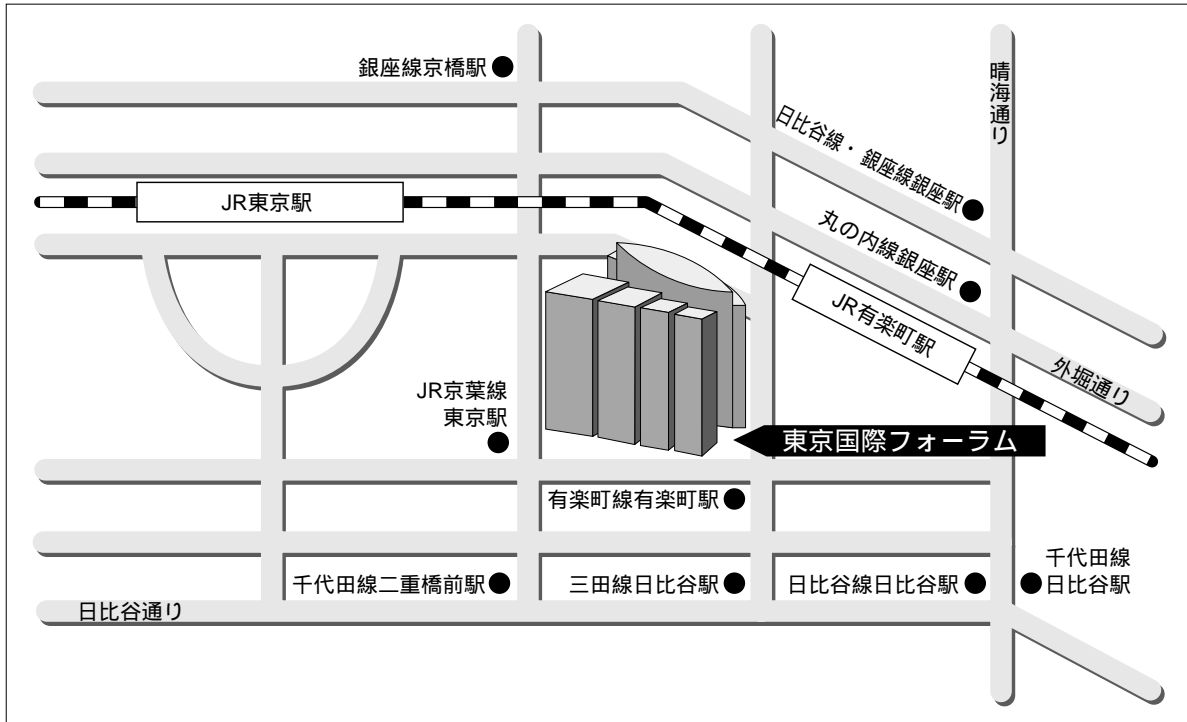 銀座線京橋駅
晴海通り
日比谷線・銀座線銀座駅
JR東京駅
丸の内線銀座駅
JR有楽町駅
外堀通り
JR京葉線
東京駅
東京国際フォーラム
有楽町線有楽町駅
千代田線二重橋前駅
三田線日比谷駅
日比谷線日比谷駅
千代田線
日比谷駅
日比谷通り